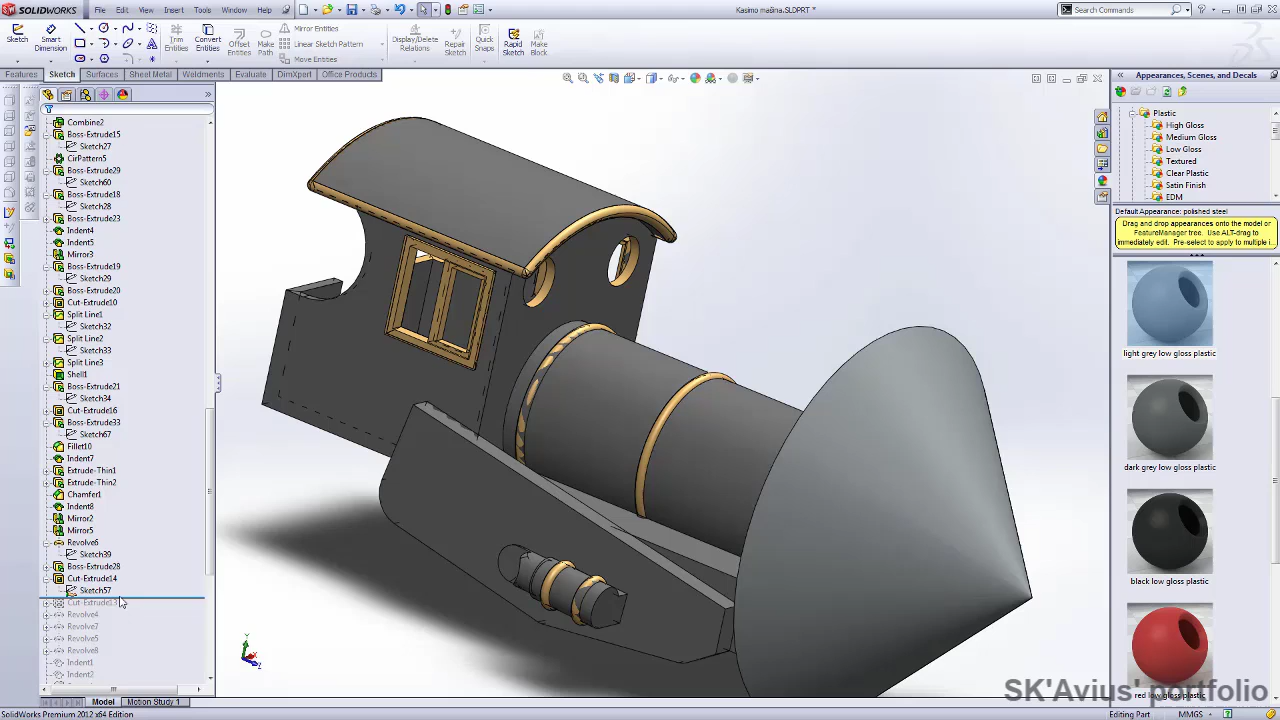 SOLIDWORKS
File
Edit
View
Insert
Tools
Window
Help
Kasimo mašina.SLDPRT *
Search Commands
Sketch
Smart
Dimension
Trim
Entities
Convert
Entities
Offset
Entities
Make
Path
Mirror Entities
Linear Sketch Pattern
Move Entities
Display/Delete
Relations
Repair
Sketch
Quick
Snaps
Rapid
Sketch
Make
Block
Features
Sketch
Surfaces
Sheet Metal
Weldments
Evaluate
DimXpert
Office Products
Combine2
Boss-Extrude15
Sketch27
CirPattern5
Boss-Extrude29
Sketch60
Boss-Extrude18
Sketch28
Boss-Extrude23
Indent4
Indent5
Mirror3
Boss-Extrude19
Sketch29
Boss-Extrude20
Cut-Extrude10
Split Line1
Sketch32
Split Line2
Sketch33
Split Line3
Shell1
Boss-Extrude21
Sketch34
Cut-Extrude16
Boss-Extrude33
Sketch67
Fillet10
Indent7
Extrude-Thin1
Extrude-Thin2
Chamfer1
Indent8
Mirror2
Mirror5
Revolve6
Sketch39
Boss-Extrude28
Cut-Extrude14
Sketch57
Cut-Extrude13
Revolve4
Revolve7
Revolve5
Revolve8
Indent1
Indent2
Y
X
Z
Appearances, Scenes, and Decals
Plastic
High Gloss
Medium Gloss
Low Gloss
Textured
Clear Plastic
Satin Finish
EDM
Default Appearance: polished steel
Drag and drop appearances onto the model or
FeatureManager tree. Use ALT-drag to
immediately edit. Pre-select to apply to multiple i...
light grey low gloss plastic
dark grey low gloss plastic
black low gloss plastic
red low gloss plastic
SK'Avius' portfolio
Model
Motion Study 1
SolidWorks Premium 2012 x64 Edition
Editing Part
MMGS